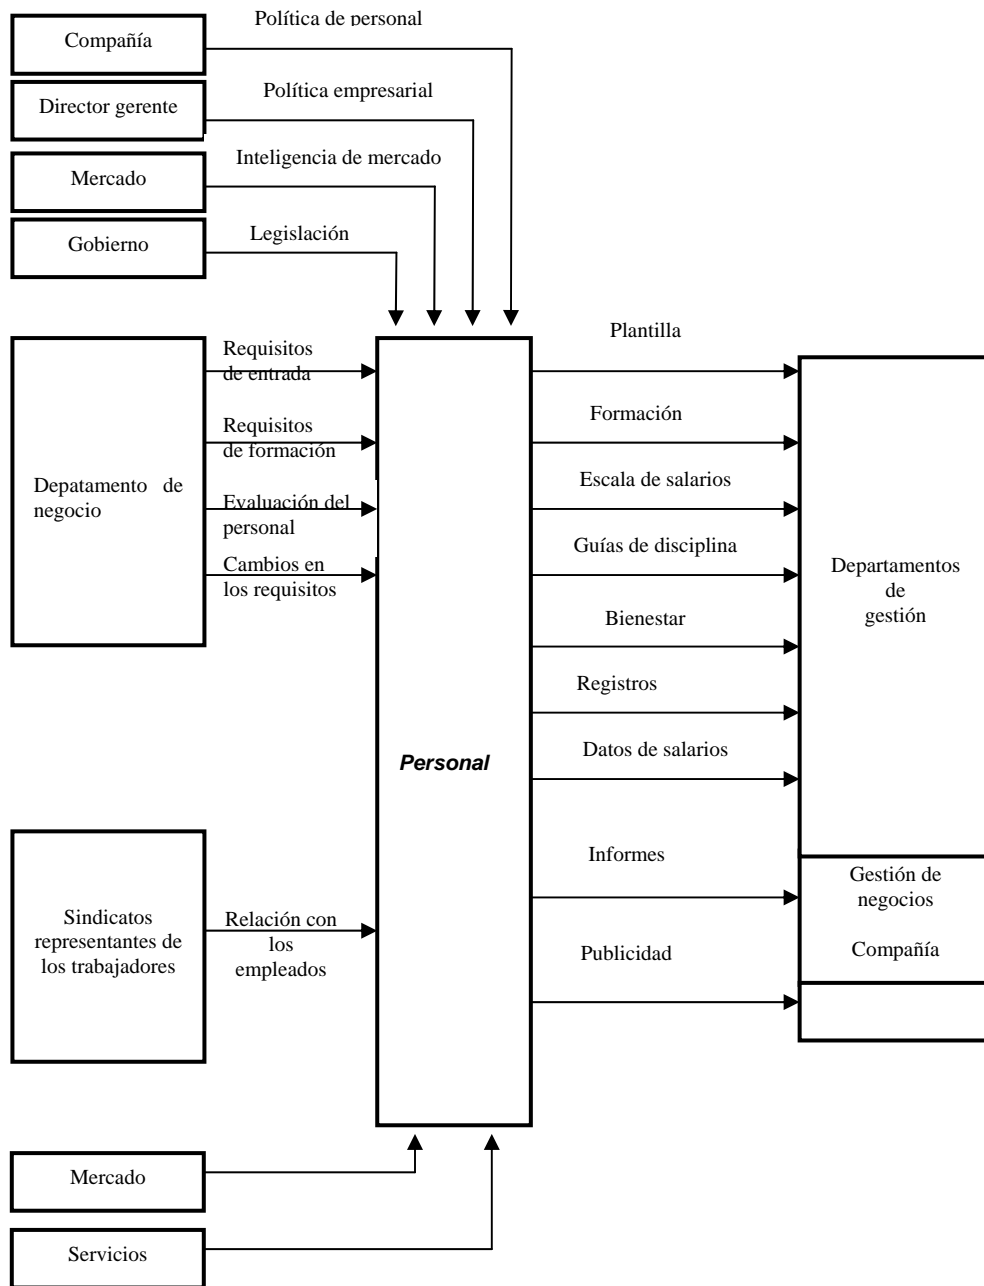 Política de personal
Compañía
Política empresarial
Director gerente
Inteligencia de mercado
Mercado
Legislación
Gobierno
Requisitos
de entrada
Requisitos
de formación
Depatamento de
negocio
Evaluación del
personal
Cambios en
los requisitos
Sindicatos
representantes de
los trabajadores
Relación con
los
empleados
Mercado
Servicios
Personal
Plantilla
Formación
Escala de salarios
Guías de disciplina
Bienestar
Registros
Datos de salarios
Informes
Publicidad
Departamentos
de
gestión
Gestión de
negocios
Compañía